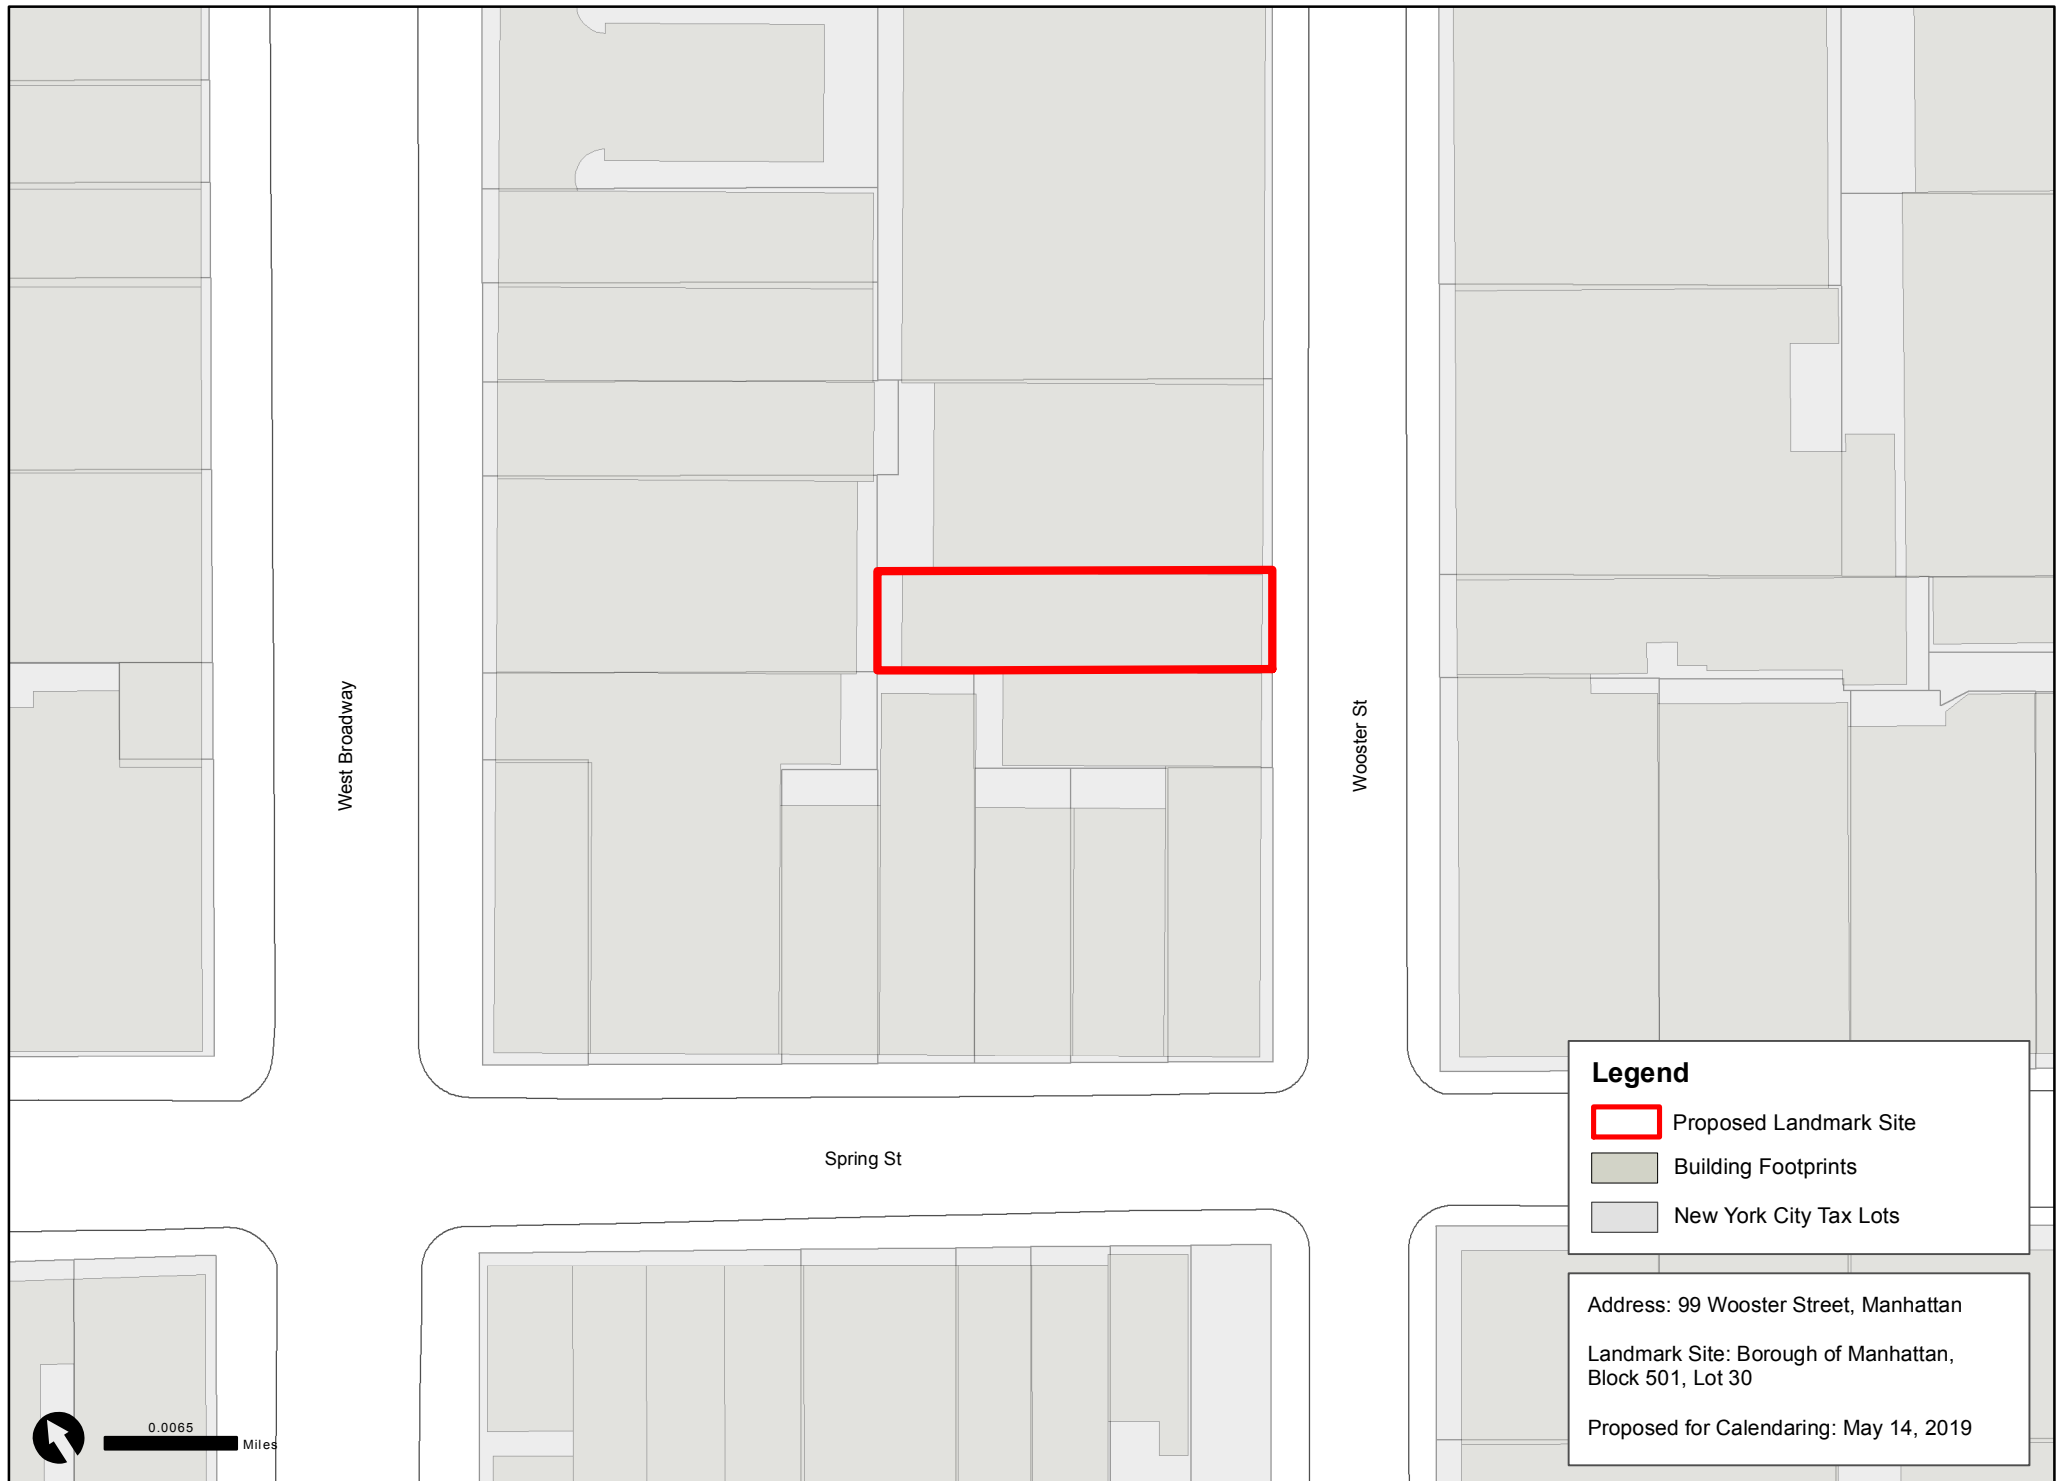 West Broadway
Wooster St
Spring St
Legend
Proposed Landmark Site
Building Footprints
New York City Tax Lots
Address: 99 Wooster Street, Manhattan
Landmark Site: Borough of Manhattan,
Block 501, Lot 30
Proposed for Calendaring: May 14, 2019
0.0065
Miles